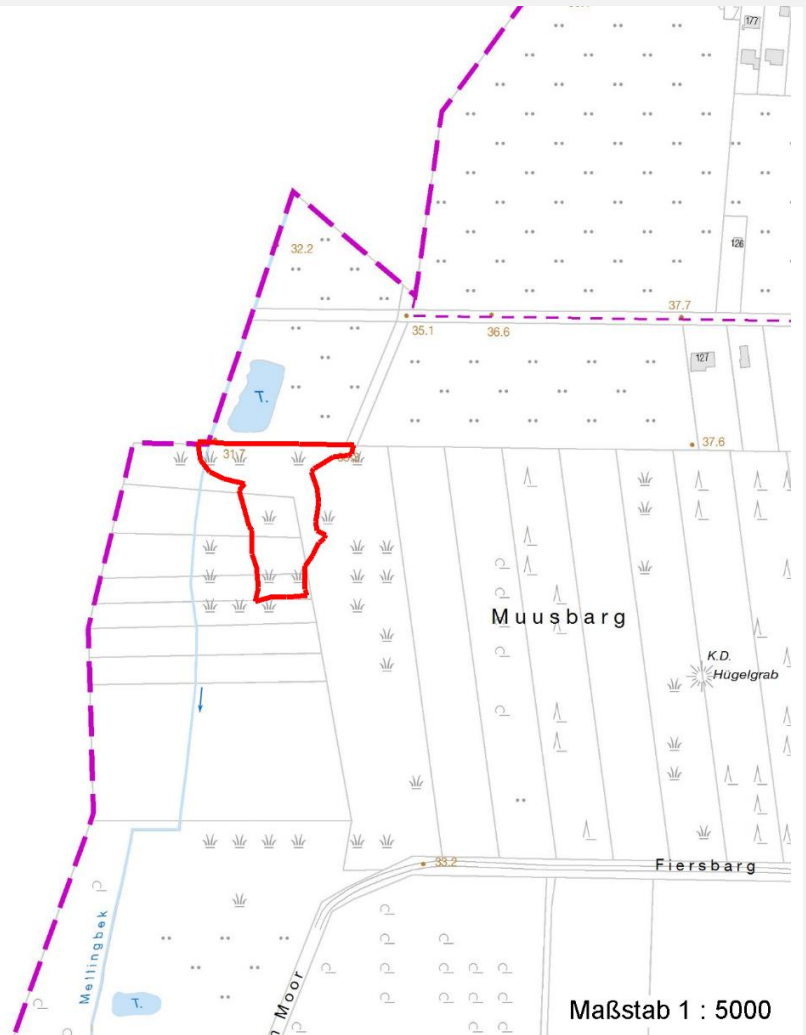 177
126
32.2
37.7
35.1
36.6
127
T.
31.7
37.6
Muusbarg
K.D.
Hügelgrab
33.2
Fiersbarg
Mellingbek
T.
n Moor
Maßstab 1 : 5000